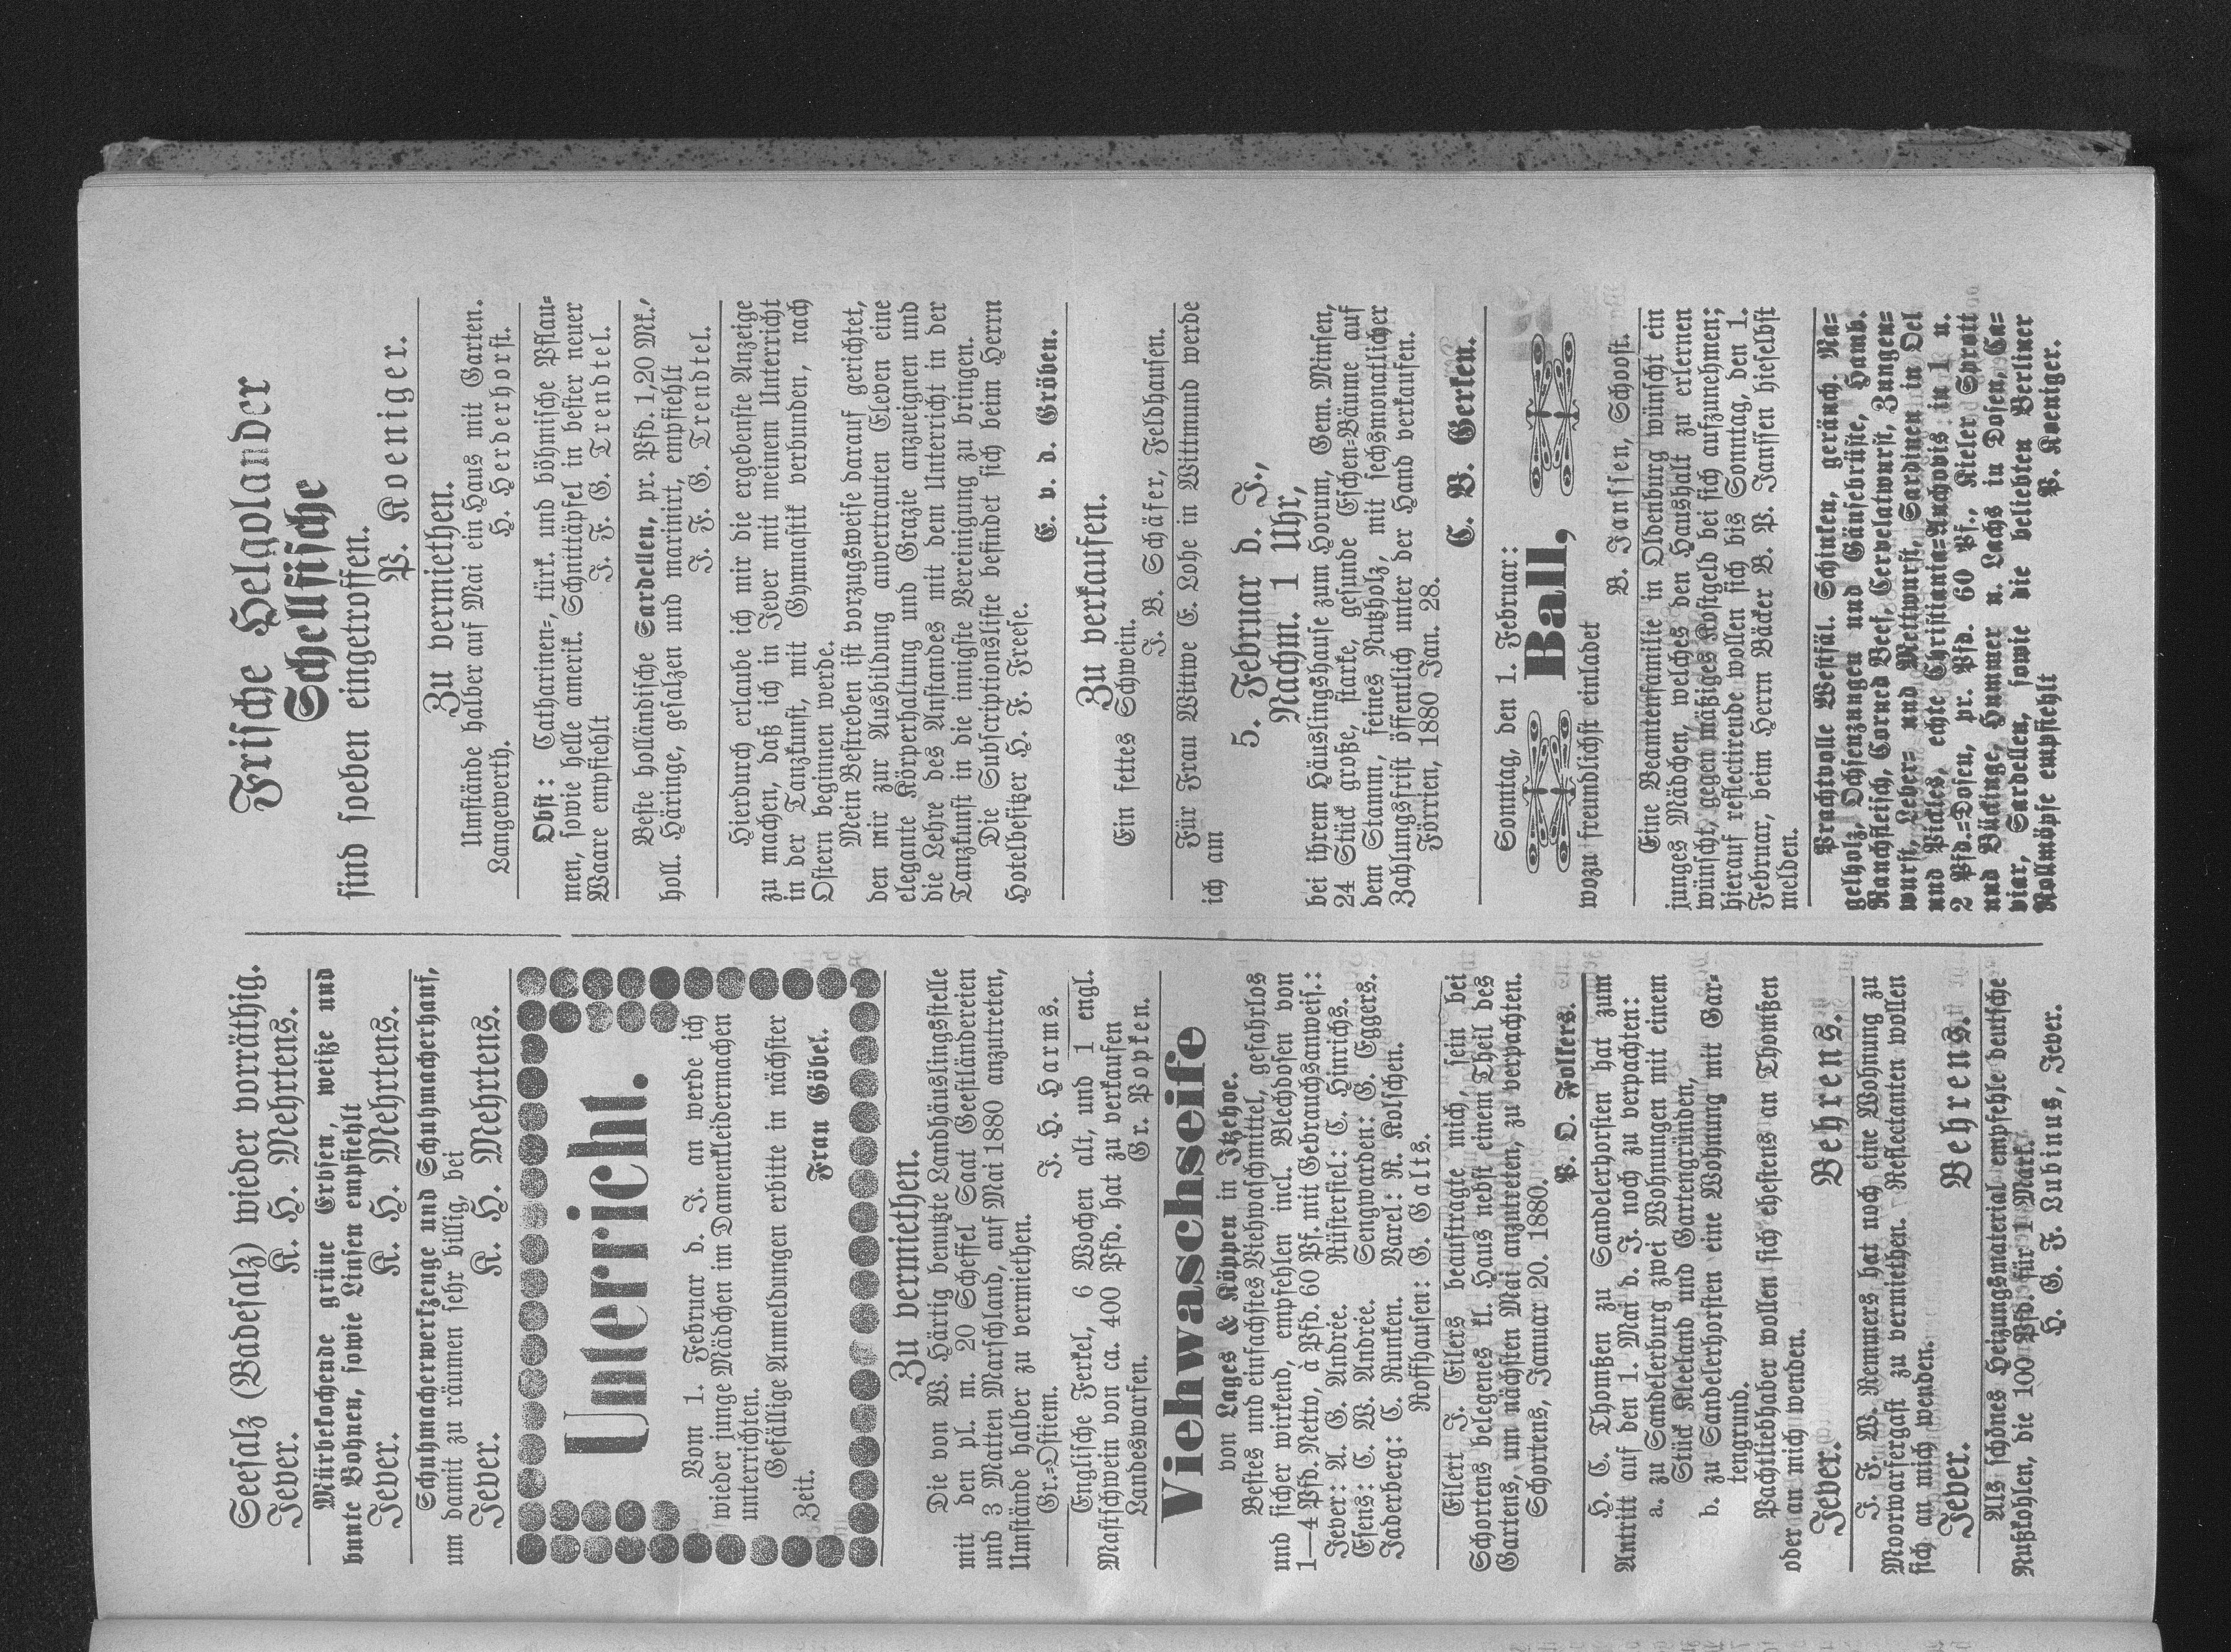 Seesalz (Badesalz) wieder vorräthig.
Jever. K. H. Mehrtens.
Mürbekochende grüne Erbsen, weiße und
bunte Bohnen, sowie Linsen empfiehlt
Jever. K. H. Mehrtens.
Schuhmacherwerkzeuge und Schuhmacherhanf,
um damit zu räumen sehr billig, bei
Jever. K. H. Mehrtens.
Unterricht.
Vom 1. Februar d. J. an werde ich
wieder junge Mädchen im Damenkleidermachen
unterrichten.
Gefällige Anmeldungen erbitte in nächster
Zeit. Frau Göbel.
Zu vermiethen.
Die von W. Härtig benutzte Landhäuslingsstelle
mit den pl. m. 20 Scheffel Saat Geestländereien
und 3 Matten Marschland, auf Mai 1880 anzutreten,
Umstände halber zu vermiethen.
Gr.=Ostiem. J. H. Harms.
Englische Ferkel, 6 Wochen alt, und 1 engl.
Mastschwein von ca. 400 Pfd. hat zu verkaufen
Landeswarfen. Gr. Popken.
Viehwaschseife
von Lages & Köppen in Itzehoe.
Bestes und einfachstes Viehwaschmittel, gefahrlos
und sicher wirkend, empfehlen incl. Blechdosen von
1—4 Pfd. Netto, à Pfd. 60 Pf. mit Gebrauchsanweis.:
Jever: A. G. Andrée. Rüstersiel: C. Hinrichs.
Esens: C. W. Andrée. Sengwarden: G. Eggers.
Jaderberg: C. Runken. Varel: R. Kolschen.
Roffhausen: G. Galts.
Eilert J. Eilers beauftragte mich, sein bei
Schortens belegenes kl. Haus nebst einem Theil des
Gartens, um nächsten Mai anzutreten, zu verpachten.
Schortens, Januar 20. 1880.
P. O. Folkers.
H. C. Thomßen zu Sandelerhorsten hat zum
Antritt auf den 1. Mai d. J. noch zu verpachten:
a. zu Sandelerburg zwei Wohnungen mit einem
Stück Kleeland und Gartengründen,
b. zu Sandelerhorsten eine Wohnung mit Gar=
tengrund.
Pachtliebhaber wollen sich ehestens an Thomßen
oder an mich wenden.
Jever. Behrens.
J. F. W. Remmers hat noch eine Wohnung zu
Moorwarfergast zu vermiethen. Reflectanten wollen
sich an mich wenden.
Jever. Behrens.
Als schönes Heizungsmaterial empfehle deutsche
Nußkohlen, die 100 Pfd. für 1 Mark.
H. G. F. Lubinus, Jever.
Frische Helgolander
Schellfische
sind soeben eingetroffen.
P. Koeniger.
Zu vermiethen.
Umstände halber auf Mai ein Haus mit Garten.
Langewerth. H. Herderhorst.
Obst: Catharinen=, türk. und böhmische Pflau=
men, sowie helle amerik. Schnittäpfel in bester neuer
Waare empfiehlt J. F. G. Trendtel.
Beste holländische Sardellen, pr. Pfd. 1,20 Mk.,
holl. Häringe, gesalzen und marinirt, empfiehlt
J. F. G. Trendtel.
Hierdurch erlaube ich mir die ergebenste Anzeige
zu machen, daß ich in Jever mit meinem Unterricht
in der Tanzkunst, mit Gymnastik verbunden, nach
Ostern beginnen werde.
Mein Bestreben ist vorzugsweise darauf gerichtet,
den mir zur Ausbildung anvertrauten Eleven eine
elegante Körperhaltung und Grazie anzueignen und
die Lehre des Anstandes mit dem Unterricht in der
Tanzkunst in die innigste Vereinigung zu bringen.
Die Subscriptionsliste befindet sich beim Herrn
Hotelbesitzer H. F. Freese.
E. v. d. Gröben.
Zu verkaufen.
Ein fettes Schwein.
J. B. Schäfer, Feldhausen.
Für Frau Wittwe E. Lohe in Wittmund werde
ich am
5. Februar d. J.,
Nachm. 1 Uhr,
bei ihrem Häuslingshause zum Horum, Gem. Minsen,
24 Stück große, starke, gesunde Eschen=Bäume auf
dem Stamm, feines Nutzholz, mit sechsmonatlicher
Zahlungsfrist öffentlich unter der Hand verkaufen.
Förrien, 1880 Jan. 28.
C. B. Gerken.
Sonntag, den 1. Februar:
Ball,
wozu freundlichst einladet
B. Janssen, Schoost.
Eine Beamtenfamilie in Oldenburg wünscht ein
junges Mädchen, welches den Haushalt zu erlernen
wünscht, gegen mäßiges Kostgeld bei sich aufzunehmen;
hierauf reflectirende wollen sich bis Sonntag, den 1.
Februar, beim Herrn Bäcker B. P. Janssen hieselbst
melden.
Prachtvolle Westfäl. Schinken, geräuch. Na=
gelholz, Ochsenzungen und Gänsebrüste, Hamb.
Rauchfleisch, Corned Beef, Cervelatwurst, Zungen=
wurst, Leber= und Mettwurst, Sardinen in Oel
und Pickles, echte Christiania=Anchovis in 1 u.
2 Pfd.=Dosen, pr. Pfd. 60 Pf., Kieler Sprott
und Bückinge, Hummer u. Lachs in Dosen, Ca=
viar, Sardellen, sowie die beliebten Berliner
Rollmöpse empfiehlt P. Koeniger.